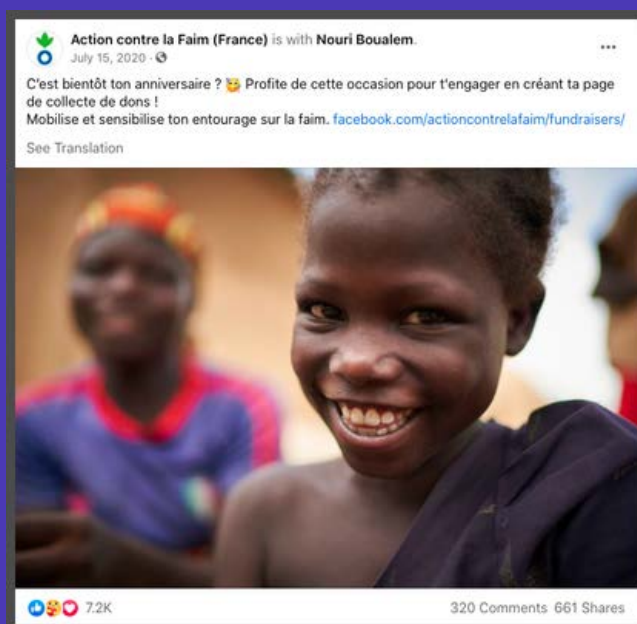 Action contre la Faim (France) is with Nouri Boualem.
July 15, 2020 ·
C'est bientôt ton anniversaire ? 🥳 Profite de cette occasion pour t'engager en créant ta page
de collecte de dons !
Mobilise et sensibilise ton entourage sur la faim. facebook.com/actioncontrelafaim/fundraisers/
See Translation
7.2K
320 Comments 661 Shares